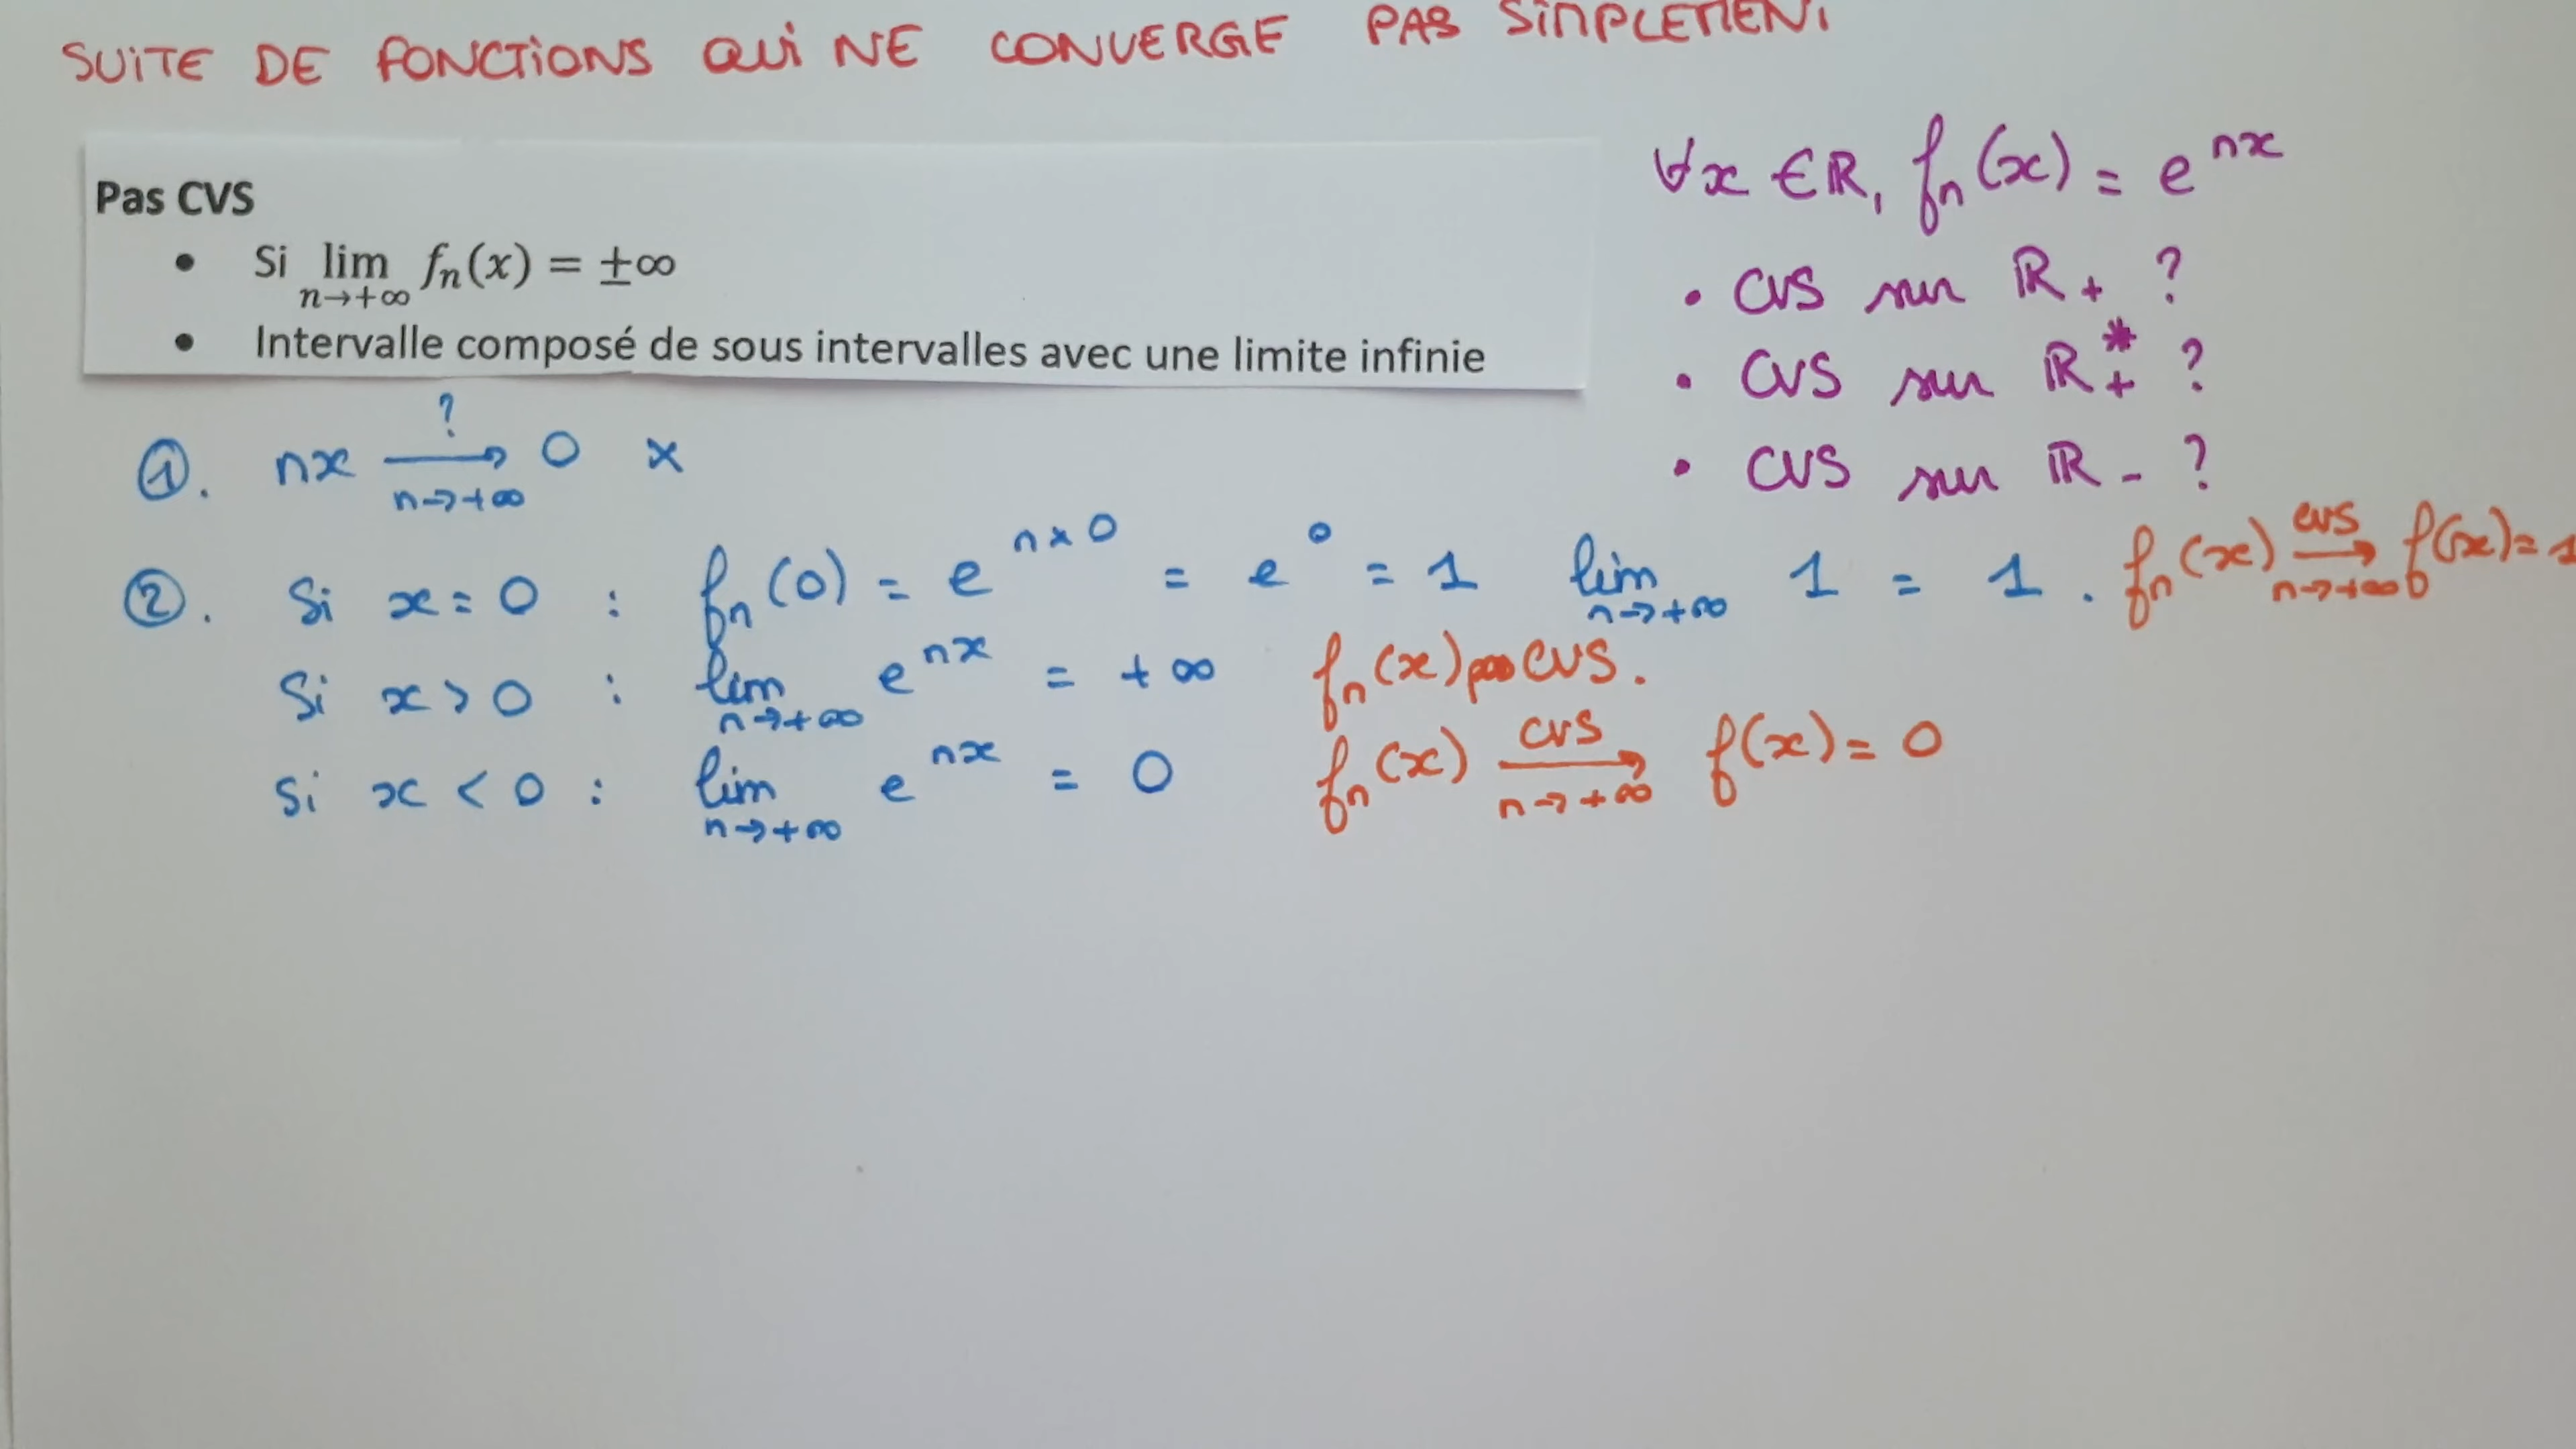 SUITE DE FONCTIONS QUI NE CONVERGE PAS SIMPLEMENT
Pas CVS
• Si lim n→+∞ fₙ(x) = ±∞
• Intervalle composé de sous intervalles avec une limite infinie
∀x ∈ ℝ, fₙ(x) = e^{nx}
• CVS sur ℝ₊ ?
• CVS sur ℝ₊* ?
• CVS sur ℝ₋ ?
①. nx →^{?}_{n→+∞} 0 ×
②. Si x = 0 : fₙ(0) = e^{n×0} = e⁰ = 1 lim n→+∞ 1 = 1 . fₙ(x) →^{CVS}_{n→+∞} f(x) = 1
Si x > 0 : lim n→+∞ e^{nx} = +∞ fₙ(x) pas CVS.
Si x < 0 : lim n→+∞ e^{nx} = 0 fₙ(x) →^{CVS}_{n→+∞} f(x) = 0